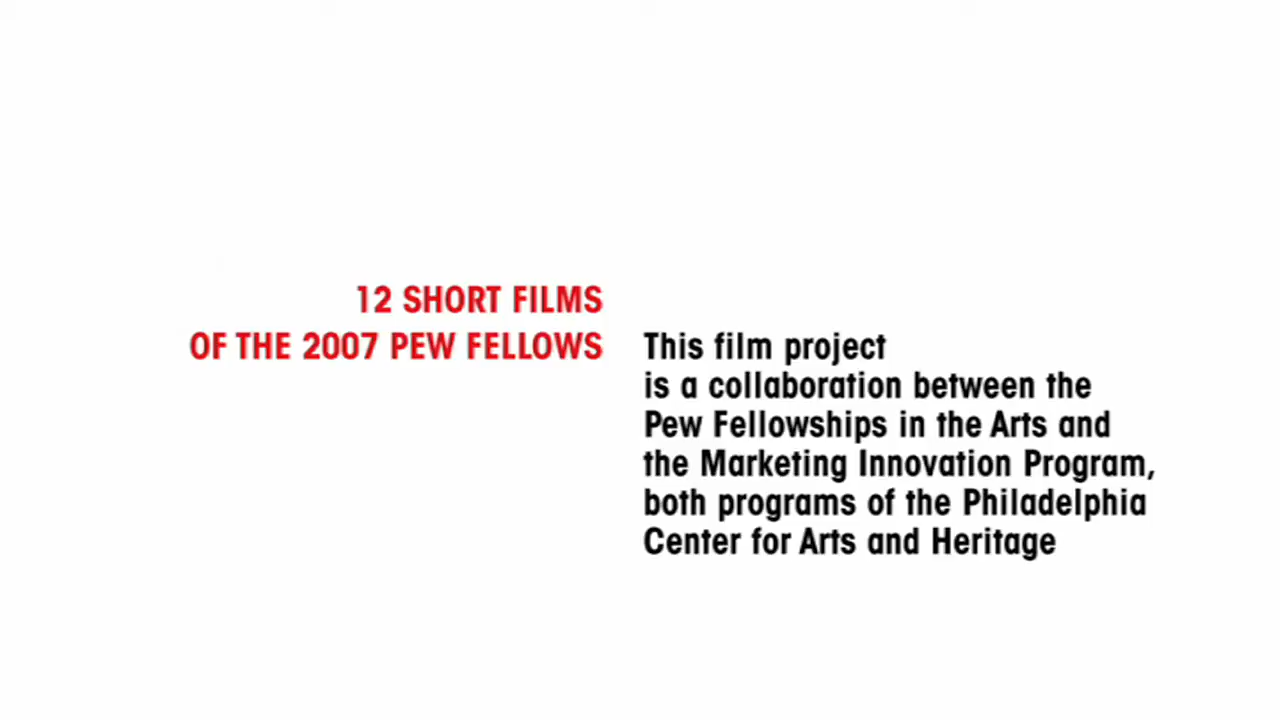 12 SHORT FILMS
OF THE 2007 PEW FELLOWS
This film project
is a collaboration between the
Pew Fellowships in the Arts and
the Marketing Innovation Program,
both programs of the Philadelphia
Center for Arts and Heritage